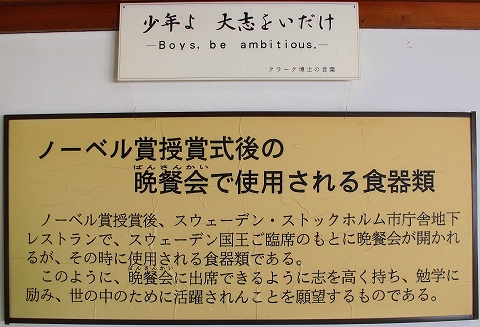 少年よ 大志をいだけ
―Boys, be ambitious.―
クラーク博士の言葉
ノーベル賞授賞式後の
ばんさんかい
晩餐会で使用される食器類
ノーベル賞授賞後、スウェーデン・ストックホルム市庁舎地下
レストランで、スウェーデン国王ご臨席のもとに晩餐会が開かれ
るが、その時に使用される食器類である。
ばんさんかい
このように、晩餐会に出席できるように志を高く持ち、勉学に
励み、世の中のために活躍されんことを願望するものである。